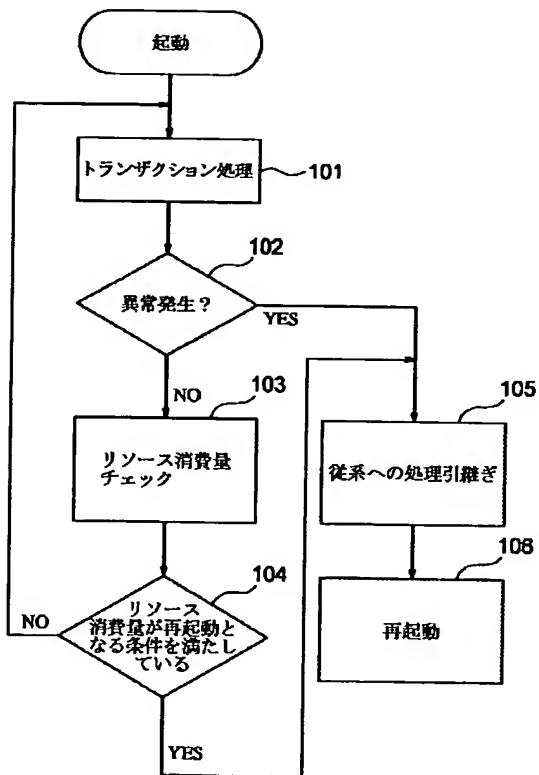 起動
トランザクション処理
101
102
異常発生?
YES
NO
103
リソース消費量
チェック
104
リソース
消費量が再起動と
なる条件を満たし
ている
NO
YES
105
従系への処理引継ぎ
106
再起動